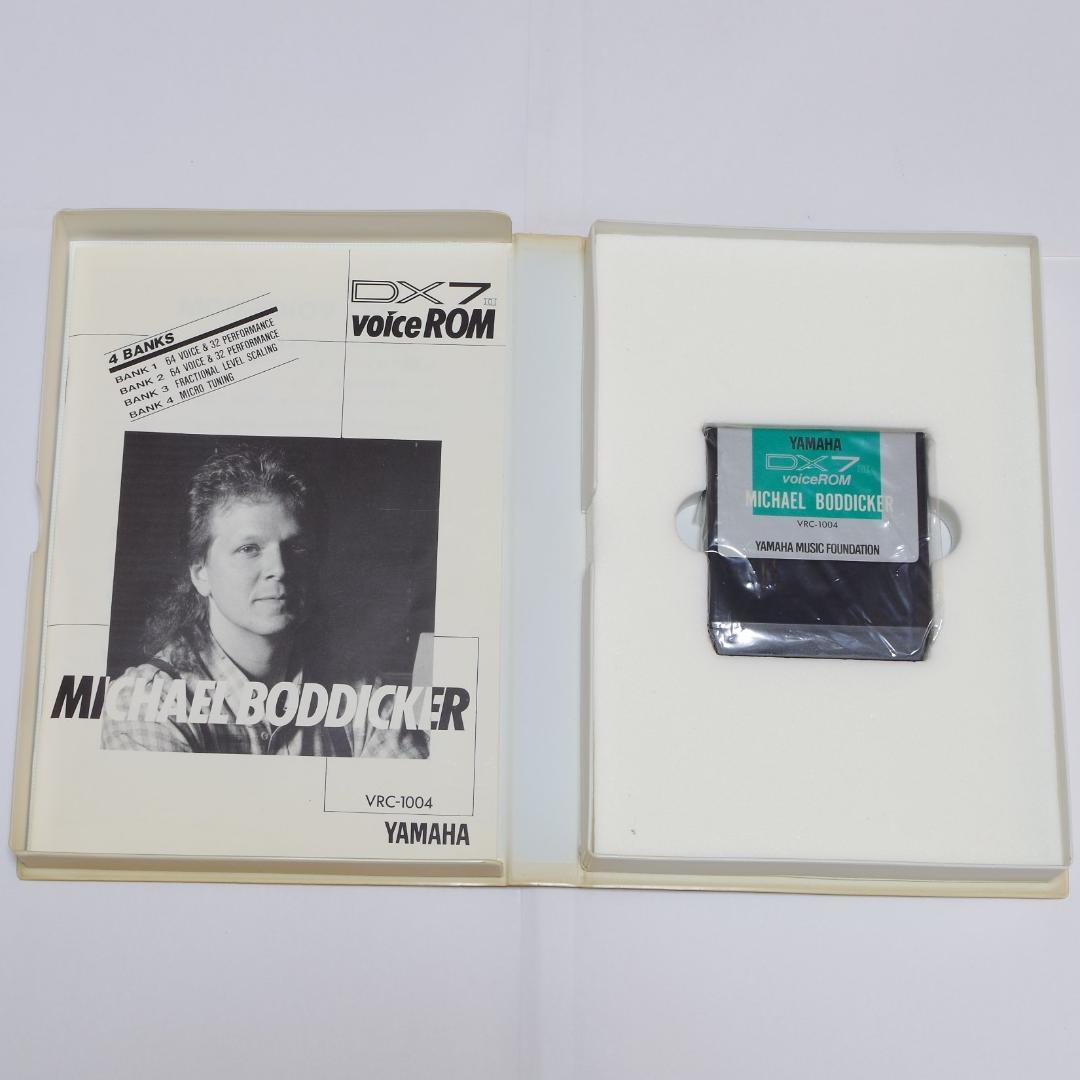 DX7 II
voice ROM
4 BANKS
BANK 1 64 VOICE & 32 PERFORMANCE
BANK 2 64 VOICE & 32 PERFORMANCE
BANK 3 FRACTIONAL LEVEL SCALING
BANK 4 MICRO TUNING
MICHAEL BODDICKER
VRC-1004
YAMAHA
YAMAHA
DX7 II
voiceROM
MICHAEL BODDICKER
VRC-1004
YAMAHA MUSIC FOUNDATION